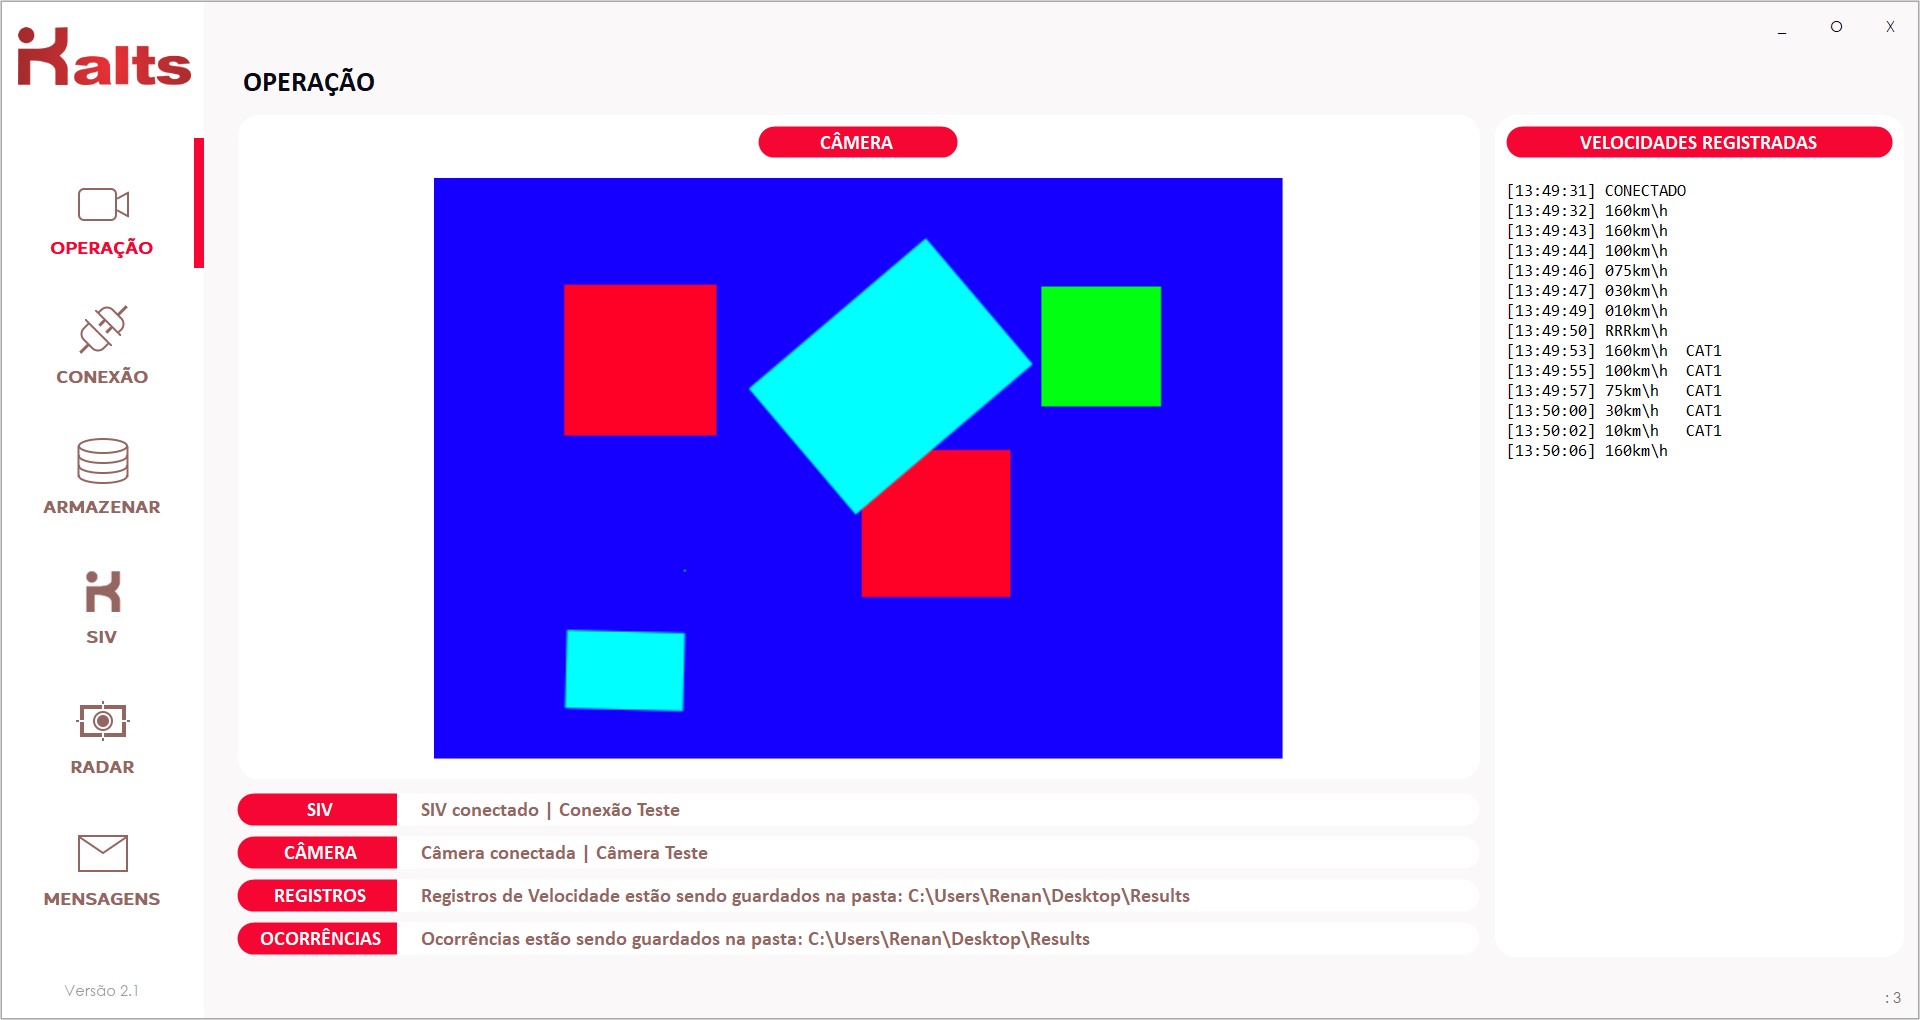 Kalts
_ O X
OPERAÇÃO
OPERAÇÃO
CONEXÃO
ARMAZENAR
SIV
RADAR
MENSAGENS
Versão 2.1
CÂMERA
SIV
SIV conectado | Conexão Teste
CÂMERA
Câmera conectada | Câmera Teste
REGISTROS
Registros de Velocidade estão sendo guardados na pasta: C:\Users\Renan\Desktop\Results
OCORRÊNCIAS
Ocorrências estão sendo guardados na pasta: C:\Users\Renan\Desktop\Results
VELOCIDADES REGISTRADAS
[13:49:31] CONECTADO
[13:49:32] 160km\h
[13:49:43] 160km\h
[13:49:44] 100km\h
[13:49:46] 075km\h
[13:49:47] 030km\h
[13:49:49] 010km\h
[13:49:50] RRRkm\h
[13:49:53] 160km\h CAT1
[13:49:55] 100km\h CAT1
[13:49:57] 75km\h CAT1
[13:50:00] 30km\h CAT1
[13:50:02] 10km\h CAT1
[13:50:06] 160km\h
: 3